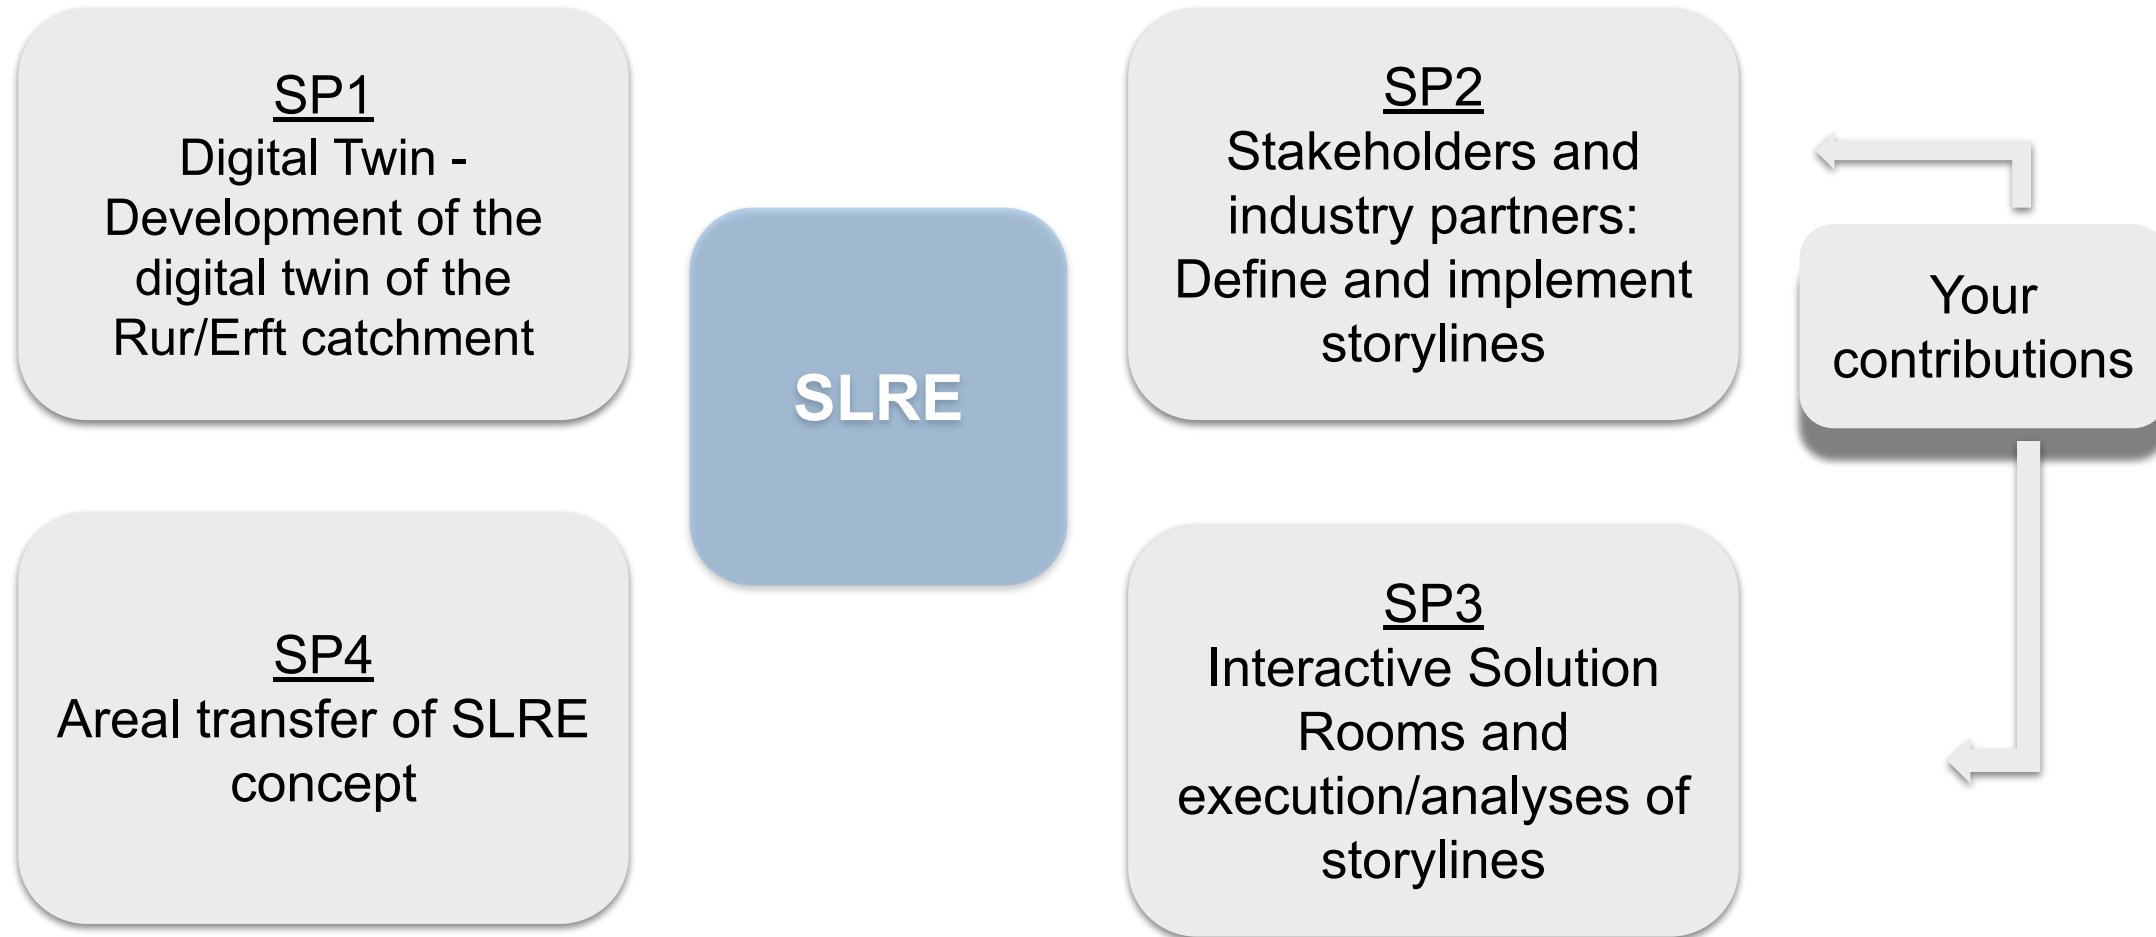 SP1
Digital Twin -
Development of the
digital twin of the
Rur/Erft catchment
SP2
Stakeholders and
industry partners:
Define and implement
storylines
Your
contributions
SLRE
SP4
Areal transfer of SLRE
concept
SP3
Interactive Solution
Rooms and
execution/analyses of
storylines